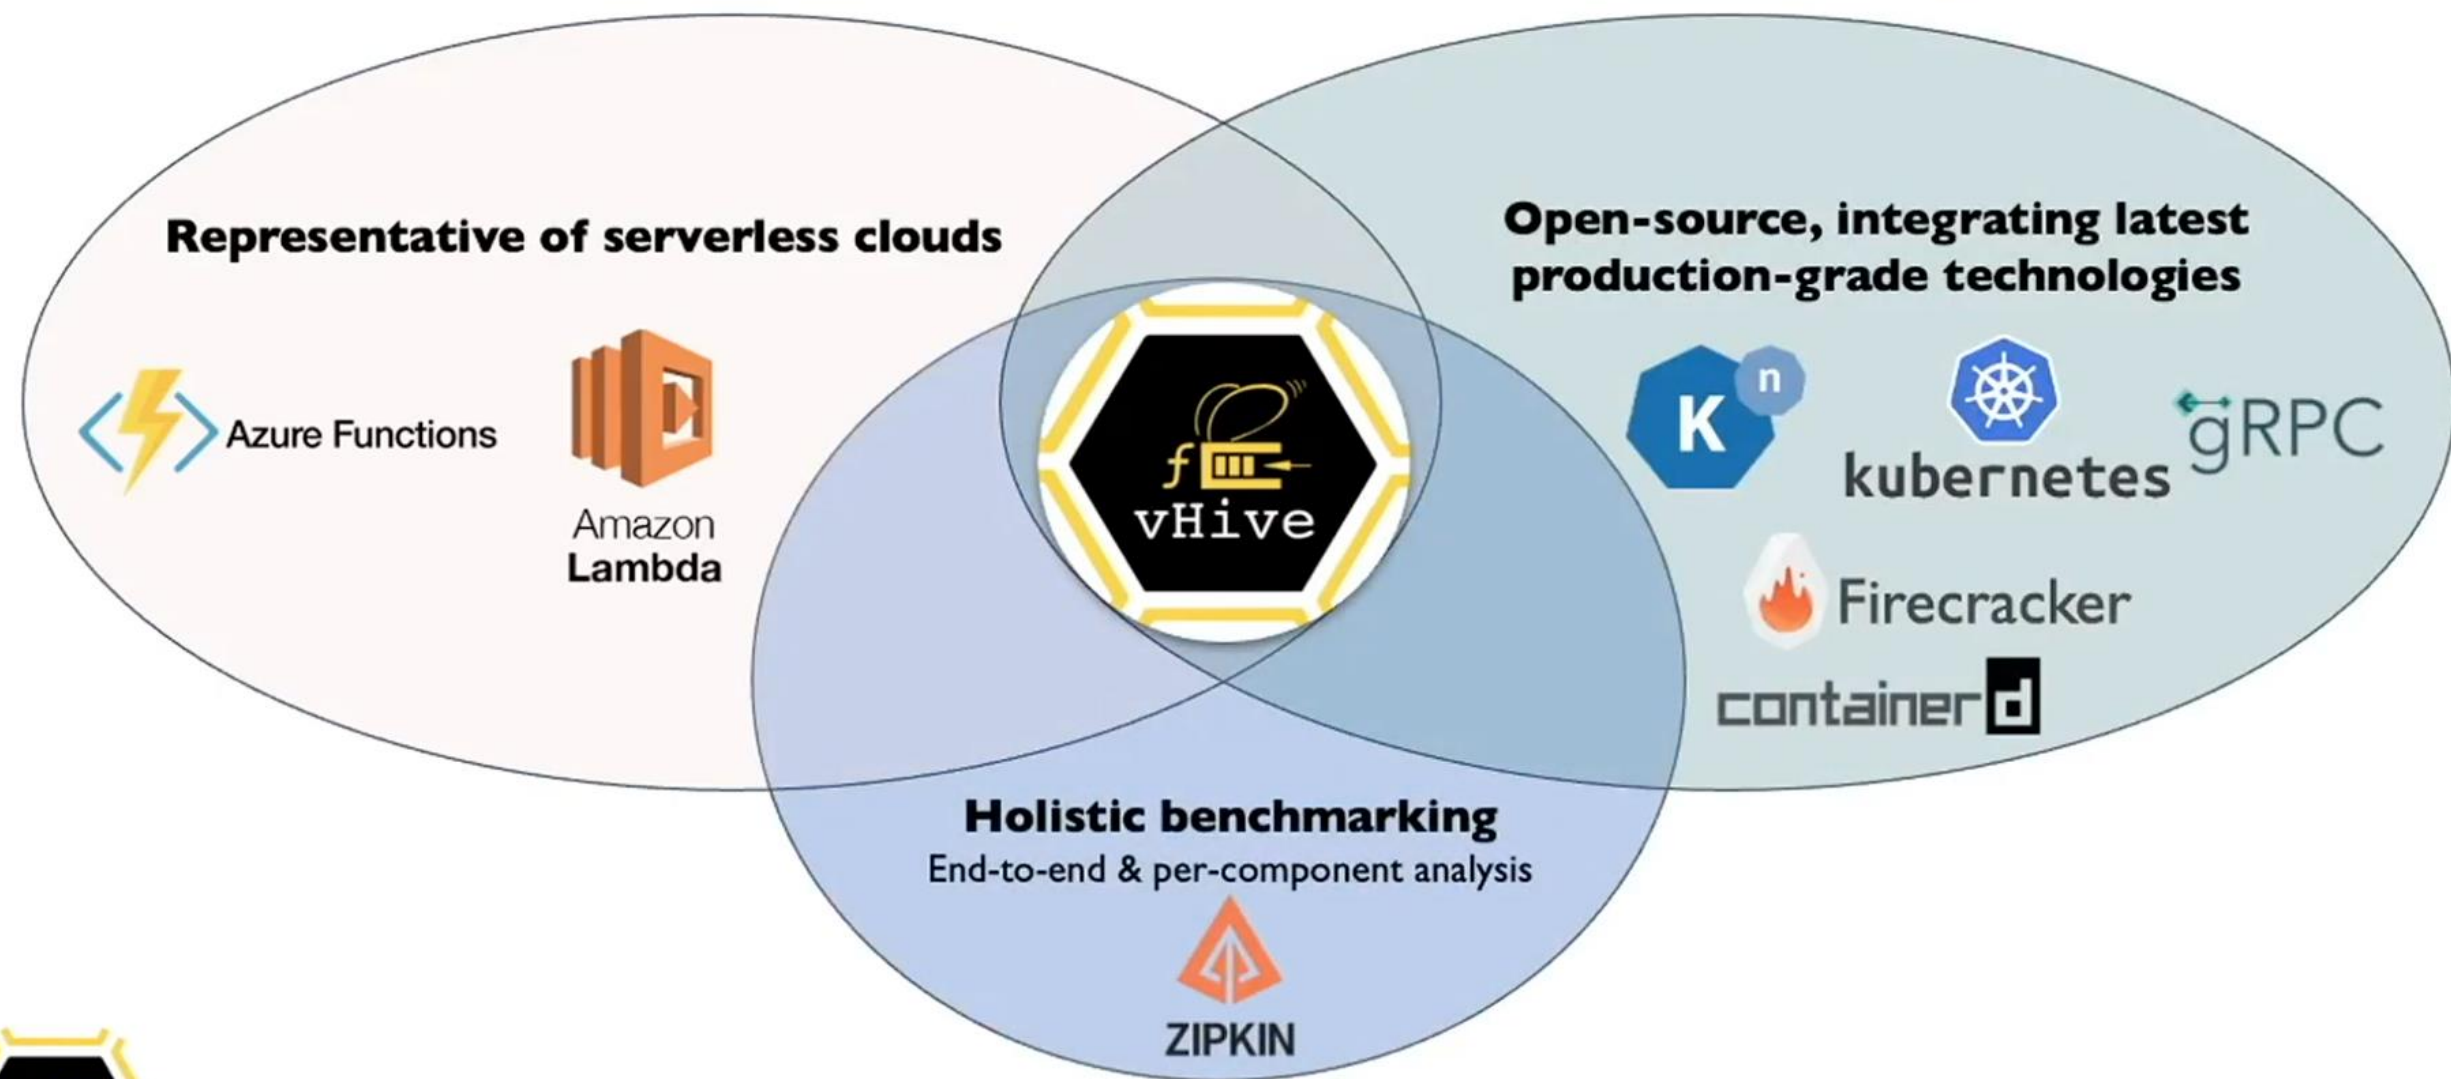 Representative of serverless clouds
Azure Functions
Amazon
Lambda
Open-source, integrating latest
production-grade technologies
K n
kubernetes
gRPC
Firecracker
containerd
f
vHive
Holistic benchmarking
End-to-end & per-component analysis
ZIPKIN